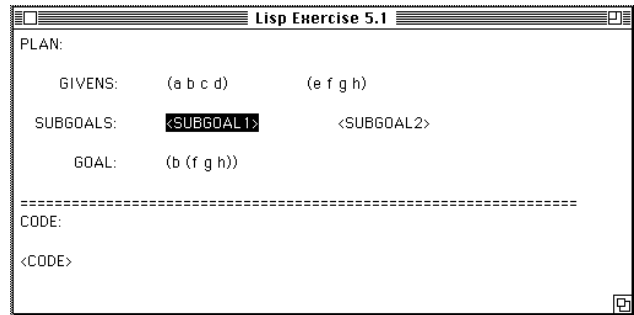 Lisp Exercise 5.1
PLAN:
GIVENS: (a b c d) (e f g h)
SUBGOALS: <SUBGOAL1> <SUBGOAL2>
GOAL: (b (f g h))
=================================================================
CODE:
<CODE>